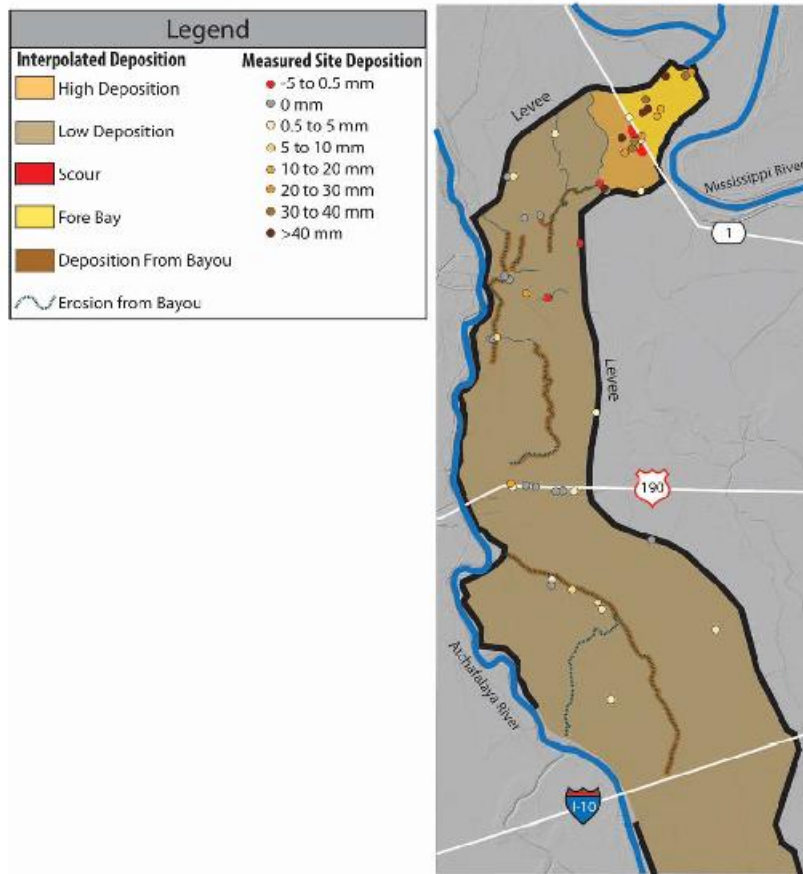 Legend
Interpolated Deposition
High Deposition
Low Deposition
Scour
Fore Bay
Deposition From Bayou
Erosion from Bayou
Measured Site Deposition
-5 to 0.5 mm
0 mm
0.5 to 5 mm
5 to 10 mm
10 to 20 mm
20 to 30 mm
30 to 40 mm
>40 mm
Levee
Mississippi River
1
Levee
190
Atchafalaya River
I-10